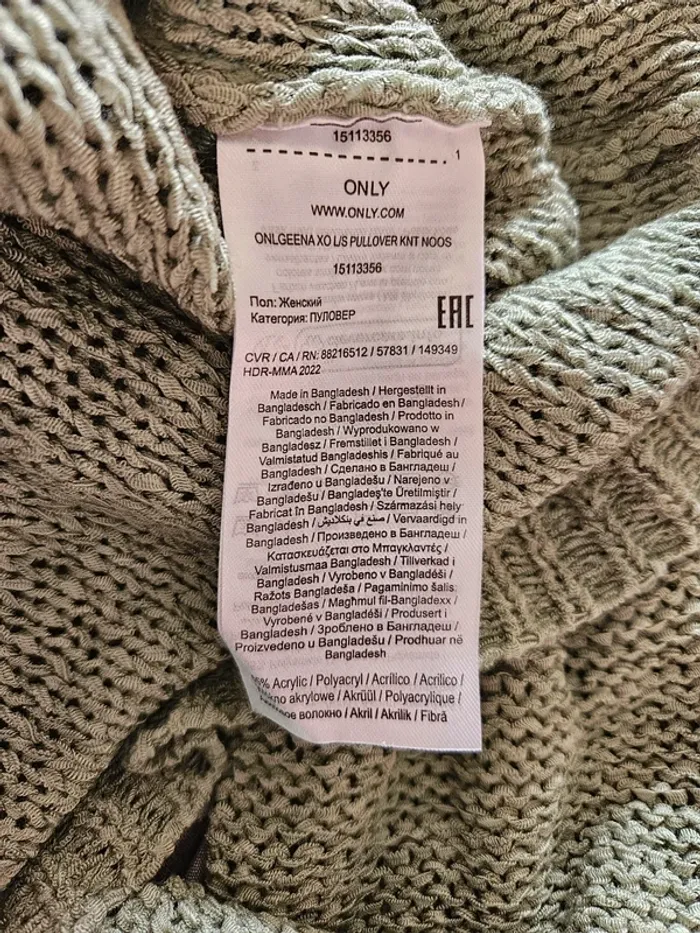 15113356
1
ONLY
WWW.ONLY.COM
ONLGEENA XO L/S PULLOVER KNT NOOS
15113356
Пол: Женский
Категория: ПУЛОВЕР
EAC
CVR / CA / RN: 88216512 / 57831 / 149349
HDR-MMA 2022
Made in Bangladesh / Hergestellt in
Bangladesch / Fabricado en Bangladesh /
Fabricado no Bangladesh / Prodotto in
Bangladesh / Wyprodukowano w
Bangladesz / Fremstillet i Bangladesh /
Valmistatud Bangladeshis / Fabriqué au
Bangladesh / Сделано в Бангладеш /
Izrađeno u Bangladešu / Narejeno v
Bangladešu / Bangladeş'te Üretilmiştir /
Fabricat în Bangladesh / Származási hely
Bangladesh / صنع في بنكلاديش / Vervaardigd in
Bangladesh / Произведено в Бангладеш /
Κατασκευάζεται στο Μπαγκλαντές /
Valmistusmaa Bangladesh / Tillverkad i
Bangladesh / Vyrobeno v Bangladéši /
Ražots Bangladeša / Pagaminimo šalis:
Bangladešas / Magħmul fil-Bangladexx /
Vyrobené v Bangladéši / Produsert i
Bangladesh / Зроблено в Бангладеш /
Proizvedeno u Bangladešu / Prodhuar në
Bangladesh
% Acrylic / Polyacryl / Acrílico / Acrilico /
akrylowe / Akrüül / Polyacrylique /
волокно / Akril / Akrilik / Fibră